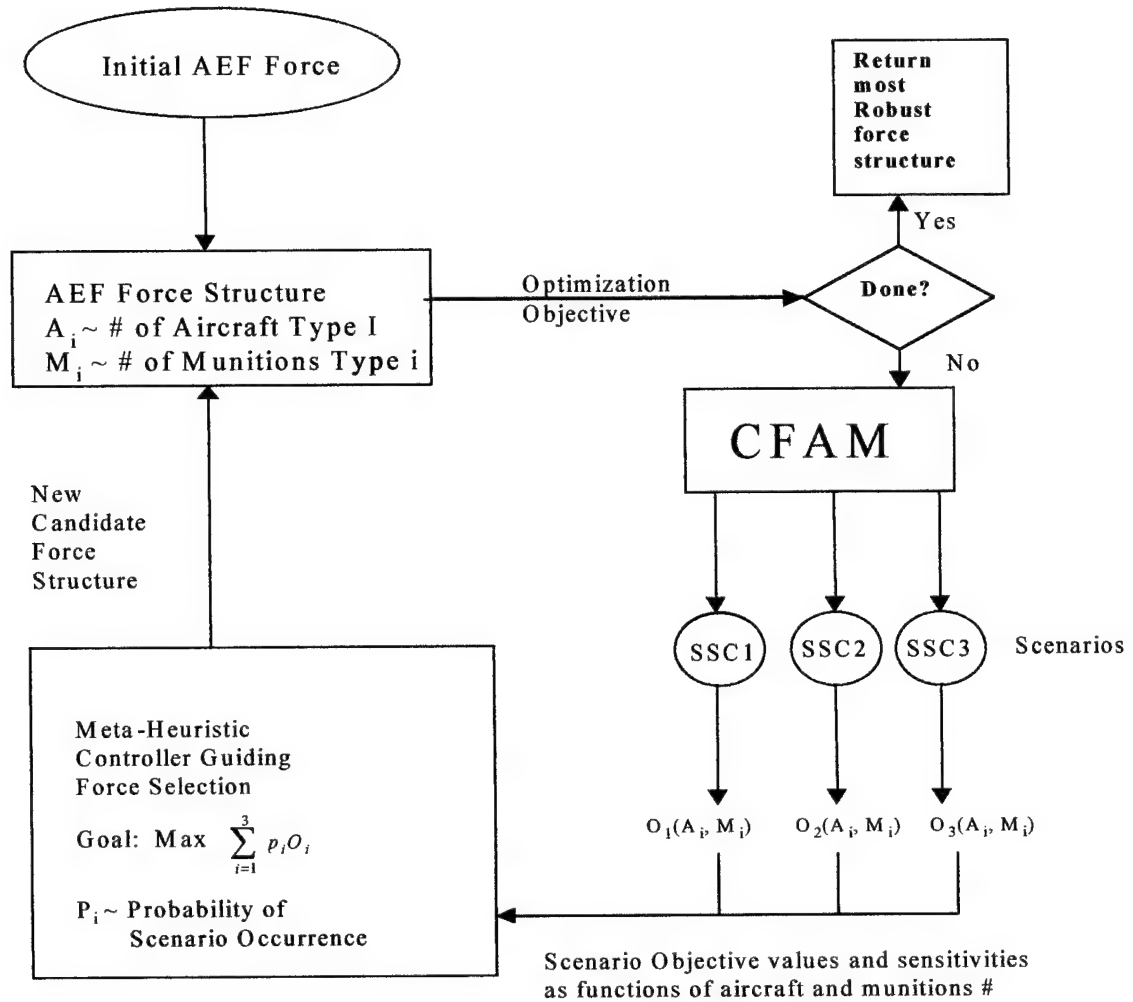 Initial AEF Force
Return
most
Robust
force
structure
Yes
AEF Force Structure
A_i ~ # of Aircraft Type I
M_i ~ # of Munitions Type i
Optimization
Objective
Done?
No
CFAM
New
Candidate
Force
Structure
SSC1
SSC2
SSC3
Scenarios
Meta-Heuristic
Controller Guiding
Force Selection
Goal: Max \sum_{i=1}^{3} p_i O_i
P_i ~ Probability of
Scenario Occurrence
O_1(A_i, M_i)
O_2(A_i, M_i)
O_3(A_i, M_i)
Scenario Objective values and sensitivities
as functions of aircraft and munitions #